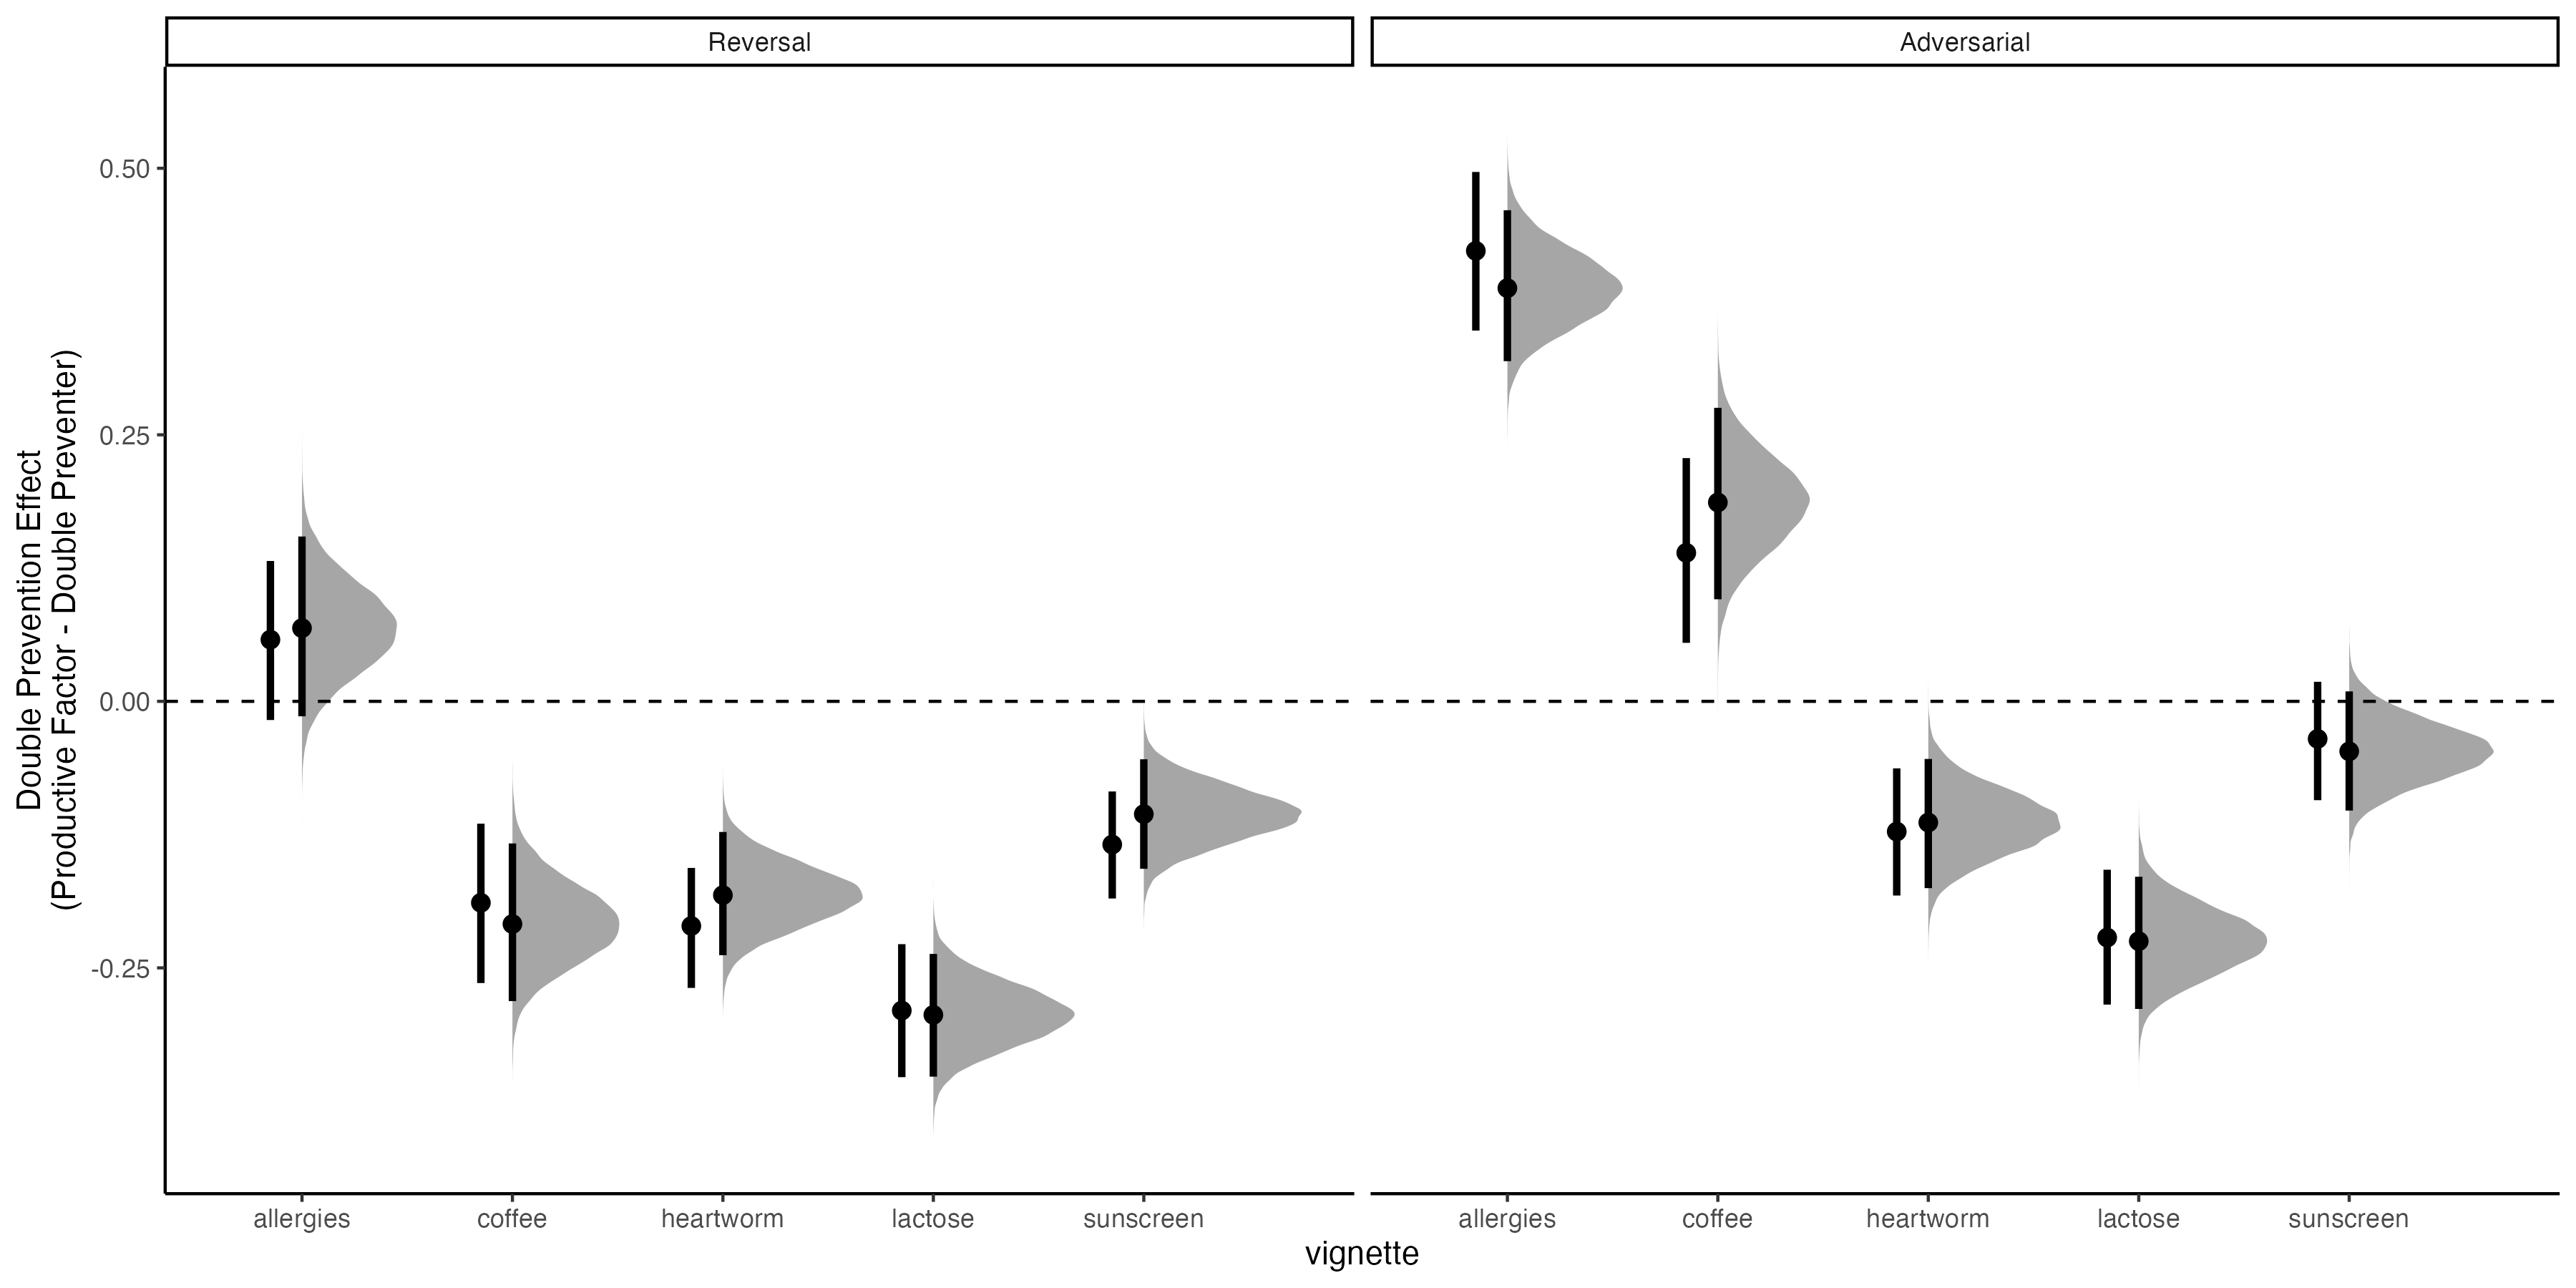 Reversal
Adversarial
Double Prevention Effect
(Productive Factor - Double Preventer)
0.50
0.25
0.00
-0.25
allergies
coffee
heartworm
lactose
sunscreen
allergies
coffee
heartworm
lactose
sunscreen
vignette